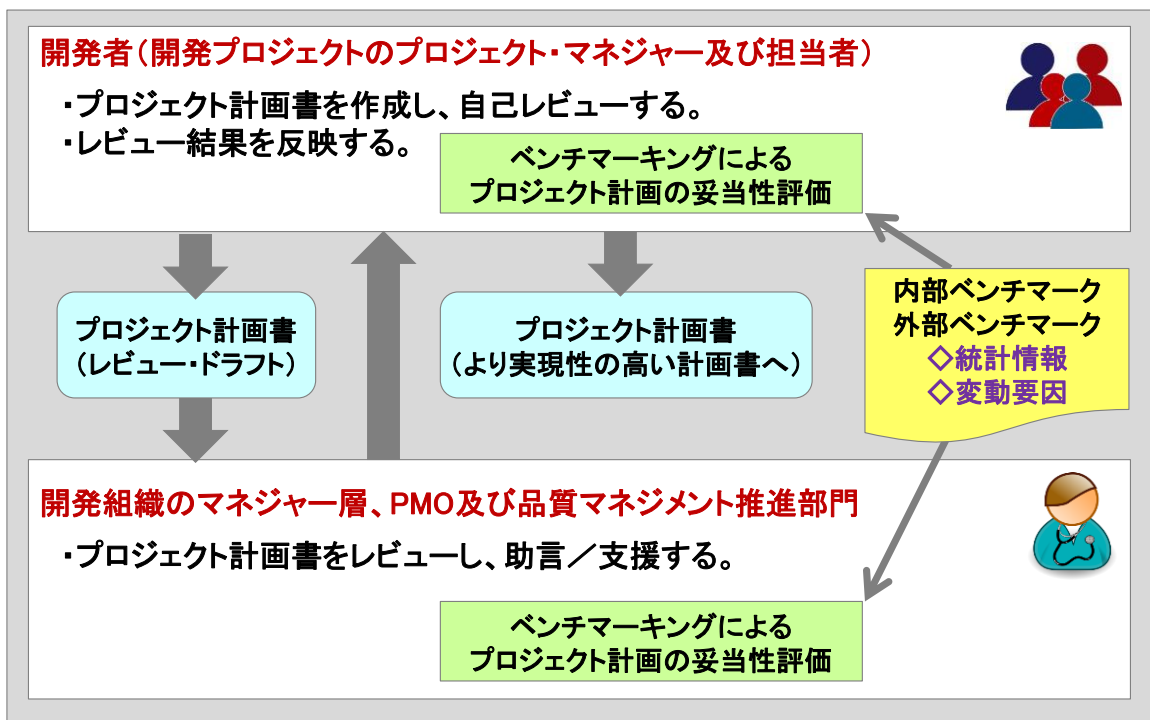 開発者（開発プロジェクトのプロジェクト・マネジャー及び担当者）
・プロジェクト計画書を作成し、自己レビューする。
・レビュー結果を反映する。
ベンチマーキングによる
プロジェクト計画の妥当性評価
プロジェクト計画書
（レビュー・ドラフト）
プロジェクト計画書
（より実現性の高い計画書へ）
内部ベンチマーク
外部ベンチマーク
◇統計情報
◇変動要因
開発組織のマネジャー層、PMO及び品質マネジメント推進部門
・プロジェクト計画書をレビューし、助言／支援する。
ベンチマーキングによる
プロジェクト計画の妥当性評価